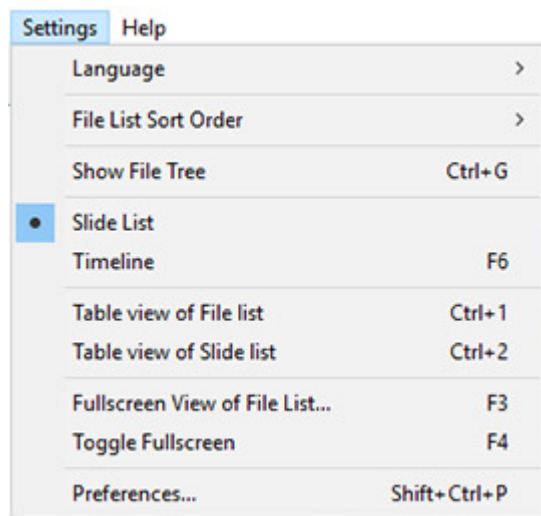 Settings Help
Language >
File List Sort Order >
Show File Tree Ctrl+G
Slide List
Timeline F6
Table view of File list Ctrl+1
Table view of Slide list Ctrl+2
Fullscreen View of File List... F3
Toggle Fullscreen F4
Preferences... Shift+Ctrl+P